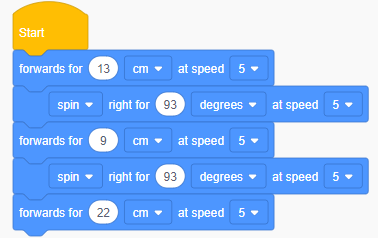 Start
forwards for 13 cm at speed 5
spin right for 93 degrees at speed 5
forwards for 9 cm at speed 5
spin right for 93 degrees at speed 5
forwards for 22 cm at speed 5